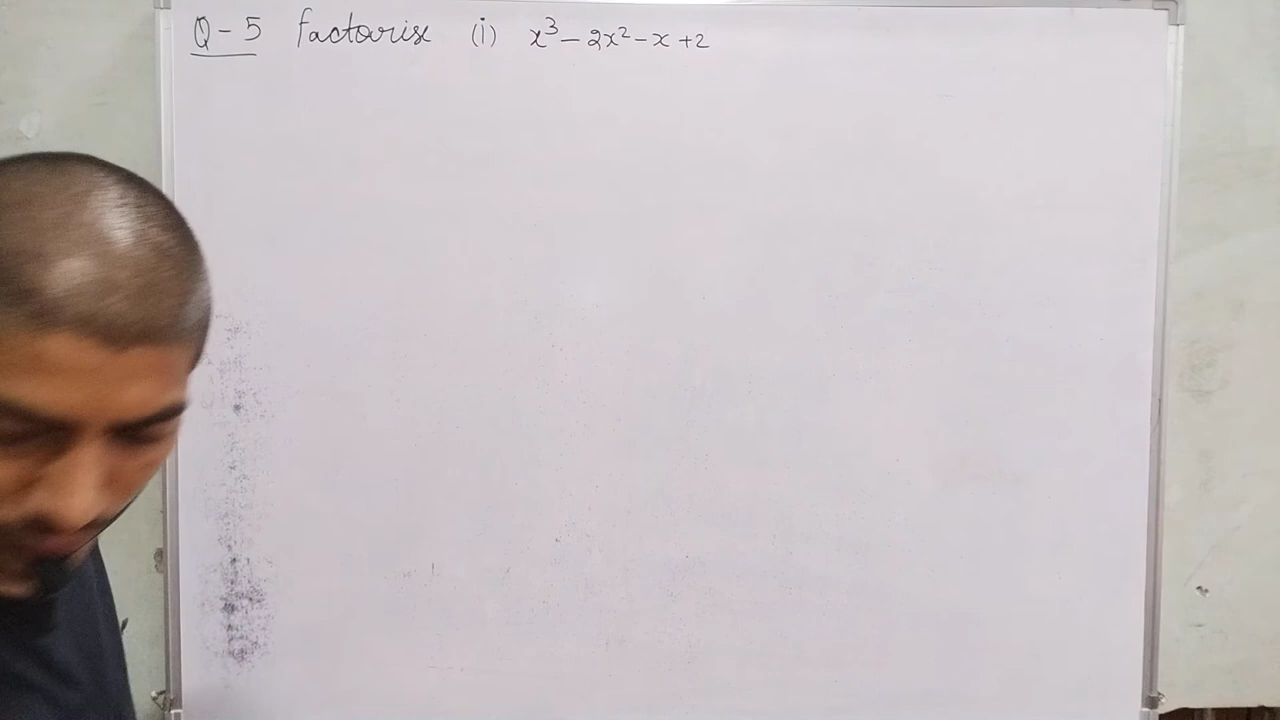 Q-5 factorise (i) x³ - 2x² - x + 2